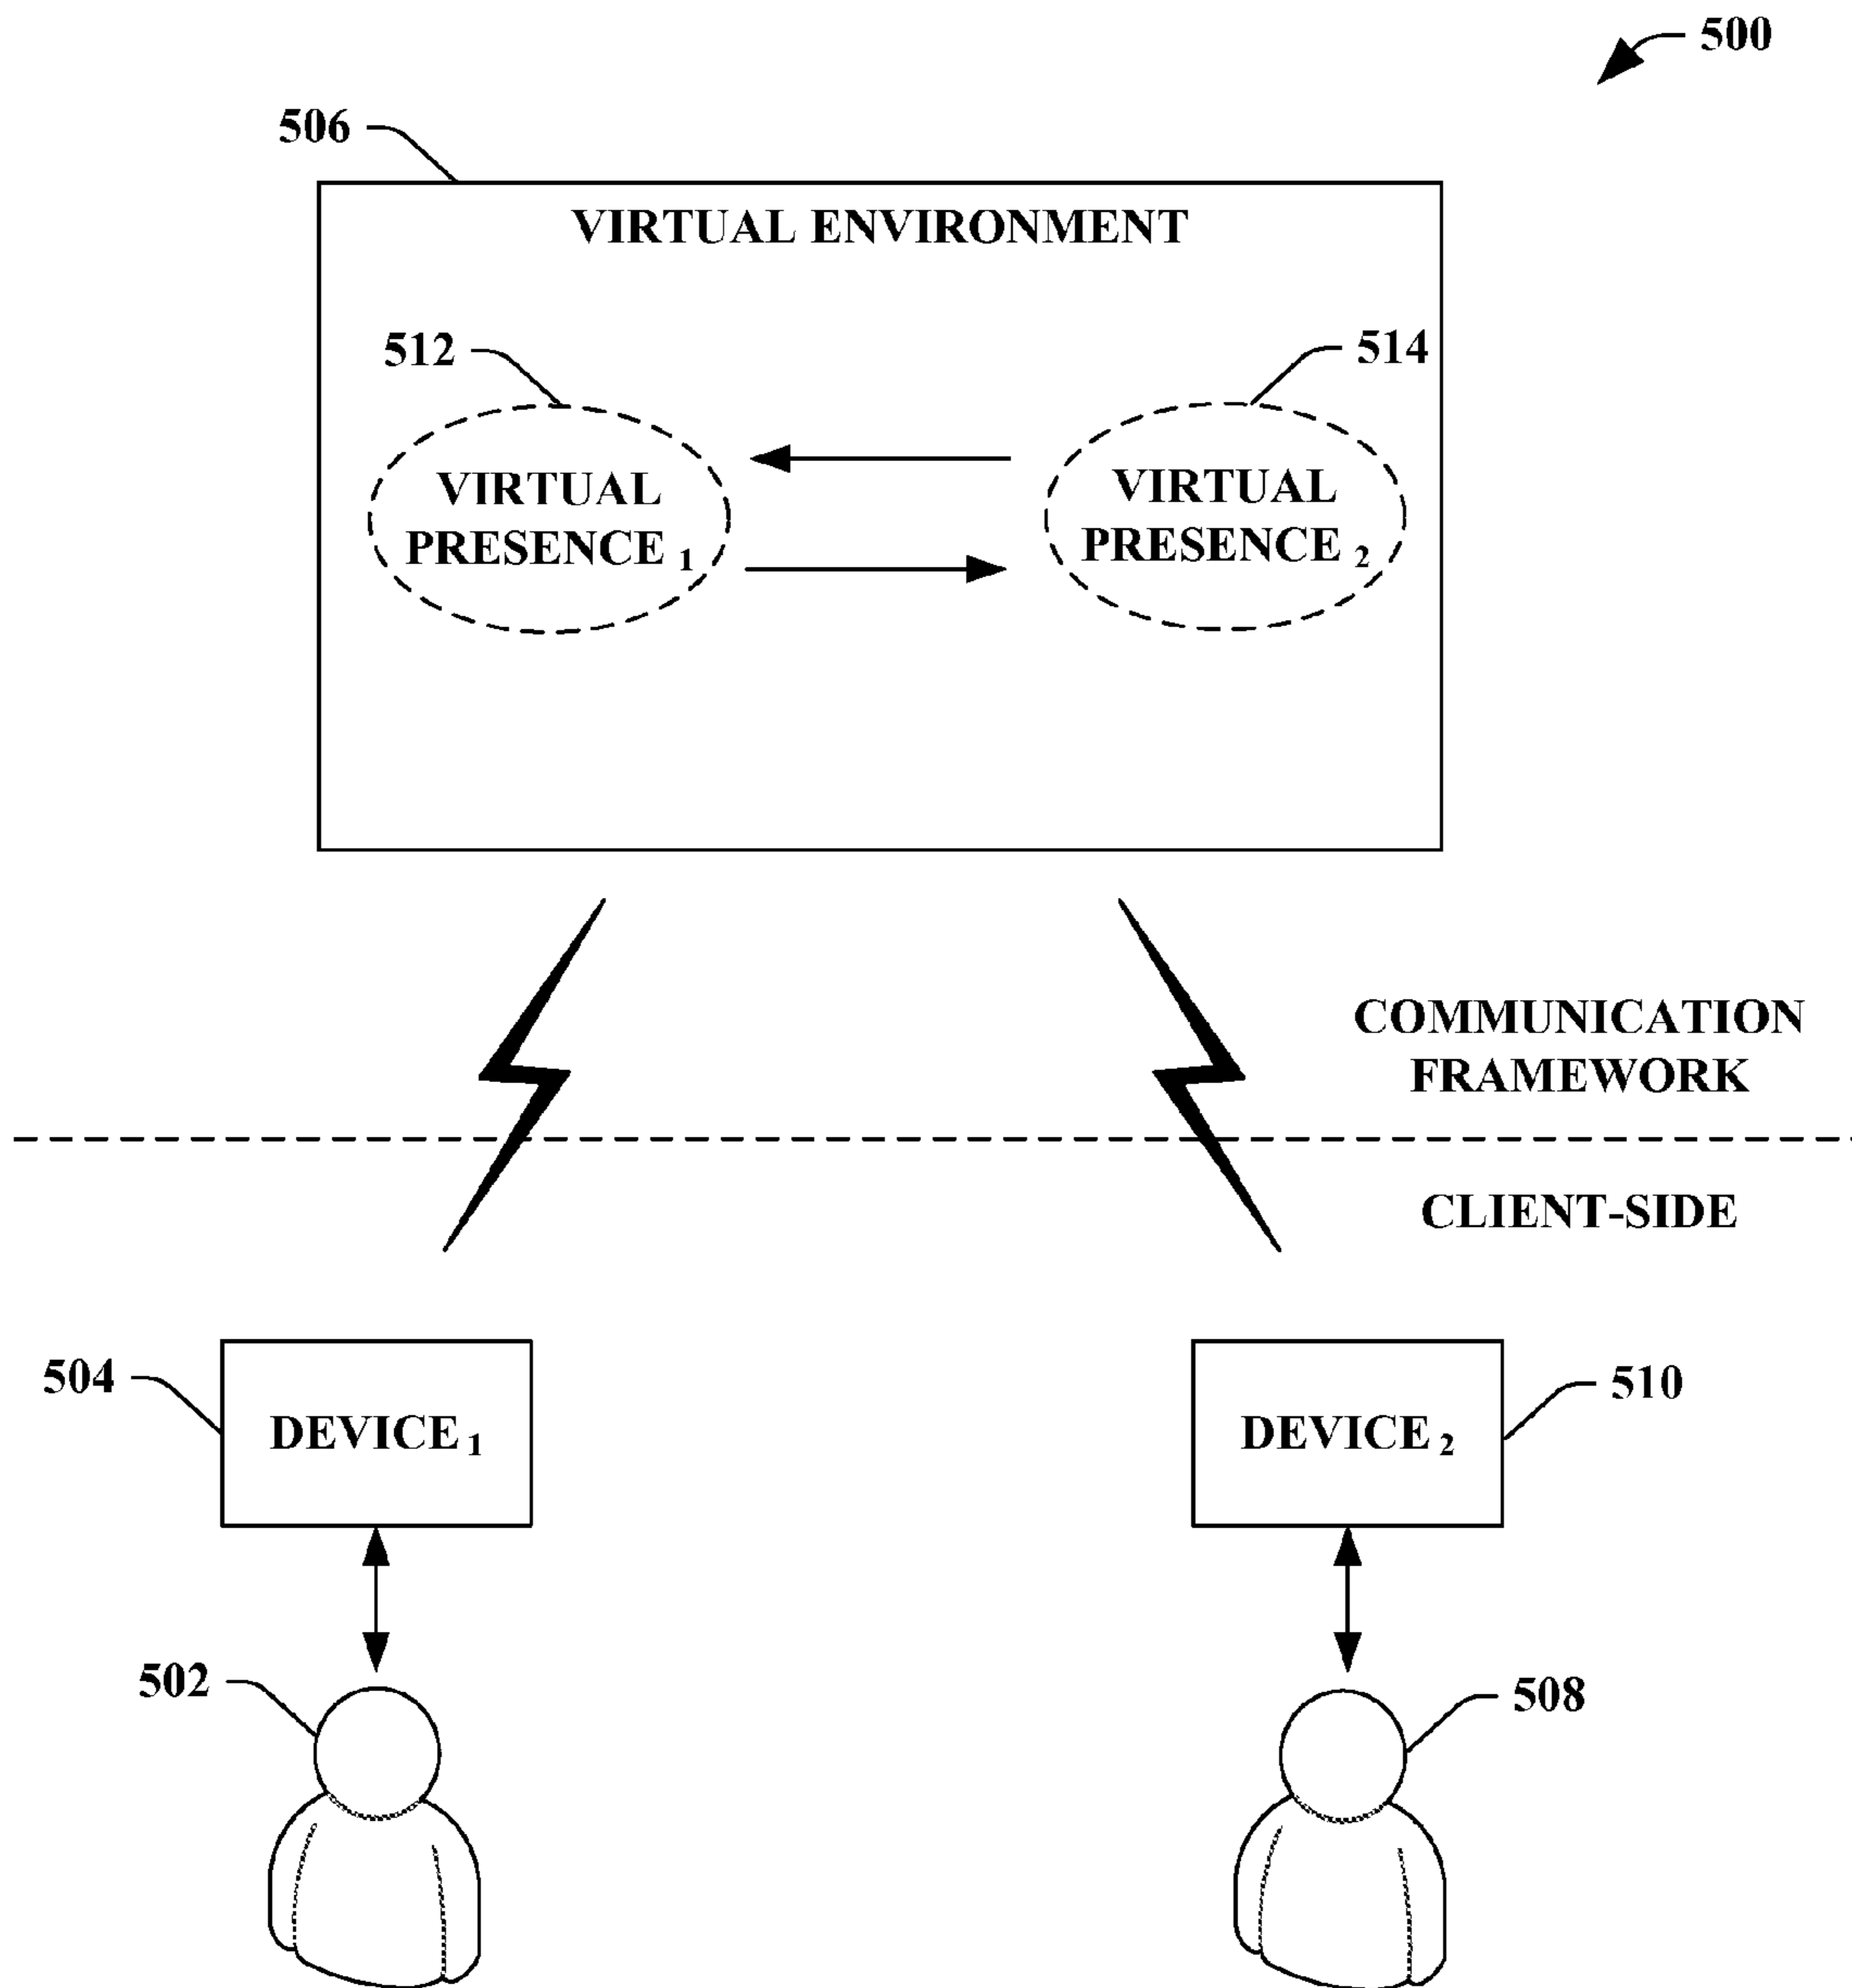 500
506
VIRTUAL ENVIRONMENT
512
514
VIRTUAL
PRESENCE 1
VIRTUAL
PRESENCE 2
COMMUNICATION
FRAMEWORK
CLIENT-SIDE
504
DEVICE 1
510
DEVICE 2
502
508